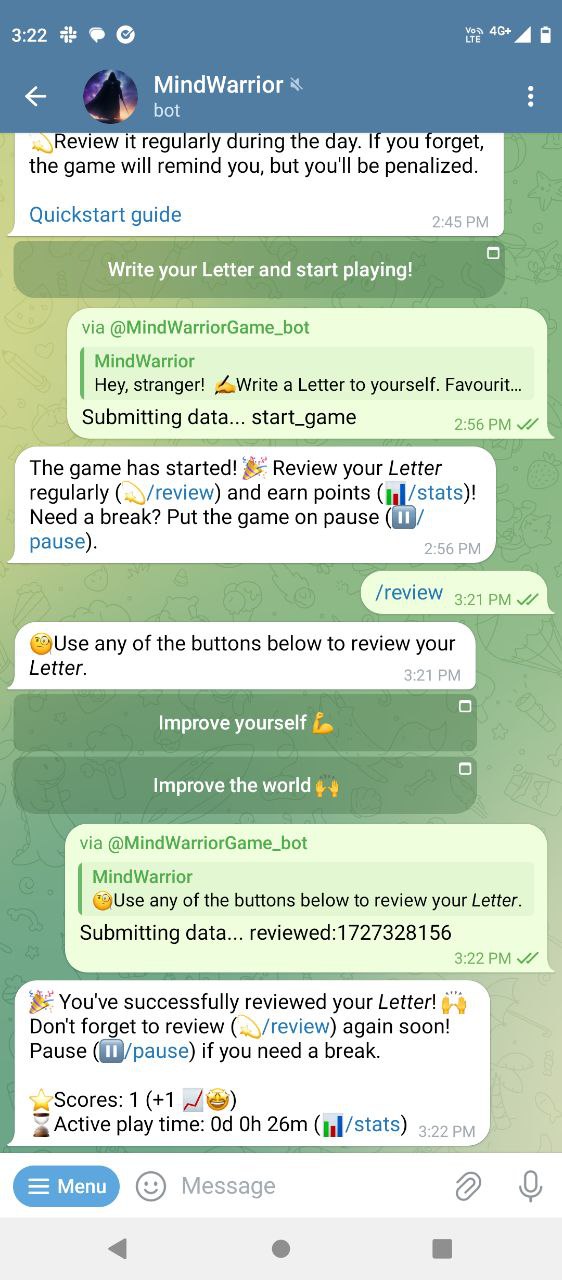 3:22
Vo)) LTE 4G+
MindWarrior
bot
💫Review it regularly during the day. If you forget,
the game will remind you, but you'll be penalized.
Quickstart guide
2:45 PM
Write your Letter and start playing!
via @MindWarriorGame_bot
MindWarrior
Hey, stranger! ✍️Write a Letter to yourself. Favourit...
Submitting data... start_game
2:56 PM
The game has started! 🎉 Review your Letter
regularly (💫/review) and earn points (📊/stats)!
Need a break? Put the game on pause (⏸️/
pause).
2:56 PM
/review
3:21 PM
🧐Use any of the buttons below to review your
Letter.
3:21 PM
Improve yourself 💪
Improve the world 🙌
via @MindWarriorGame_bot
MindWarrior
🧐Use any of the buttons below to review your Letter.
Submitting data... reviewed:1727328156
3:22 PM
🎉 You've successfully reviewed your Letter! 🙌
Don't forget to review (💫/review) again soon!
Pause (⏸️/pause) if you need a break.
⭐Scores: 1 (+1 📈🤩)
⌛Active play time: 0d 0h 26m (📊/stats)
3:22 PM
Menu
Message